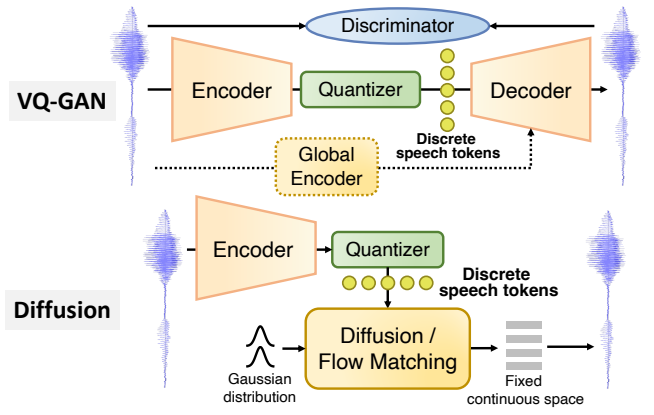 Discriminator
VQ-GAN
Encoder
Quantizer
Decoder
Discrete
speech tokens
Global
Encoder
Encoder
Quantizer
Discrete
speech tokens
Diffusion
Diffusion /
Flow Matching
Gaussian
distribution
Fixed
continuous space